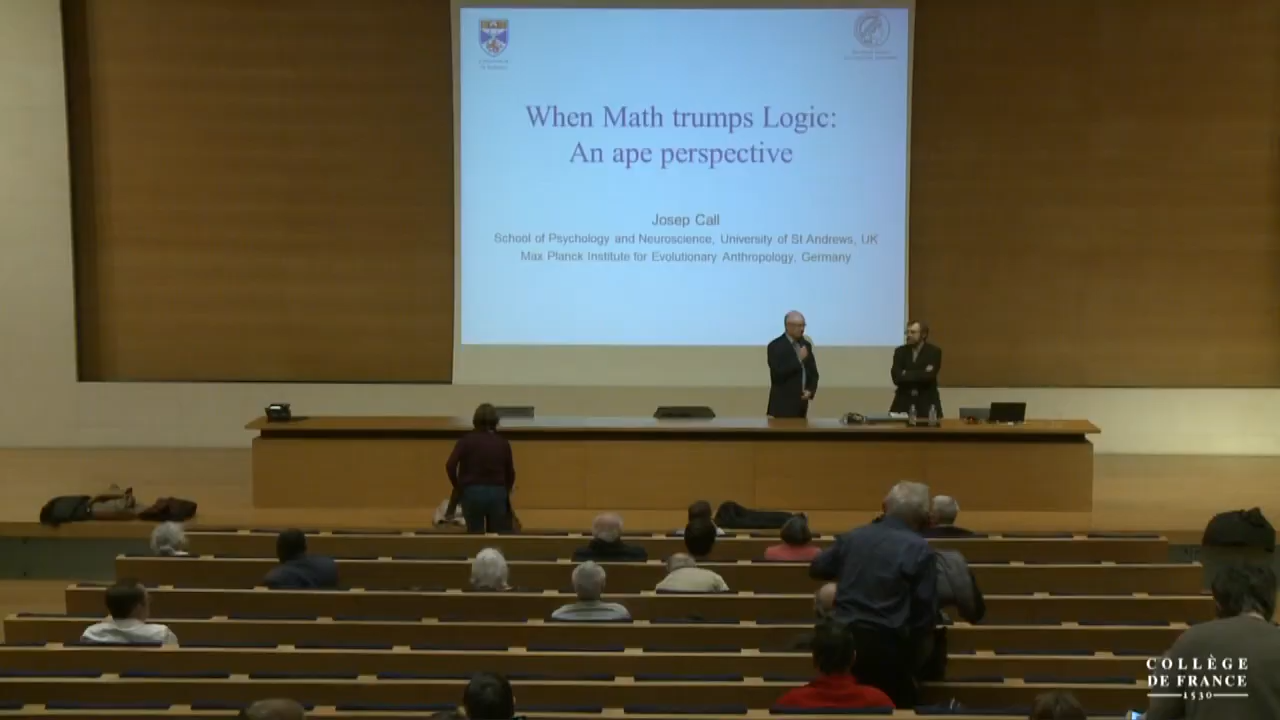 When Math trumps Logic:
An ape perspective
Josep Call
School of Psychology and Neuroscience, University of St Andrews, UK
Max Planck Institute for Evolutionary Anthropology, Germany
COLLÈGE
DE FRANCE
1530